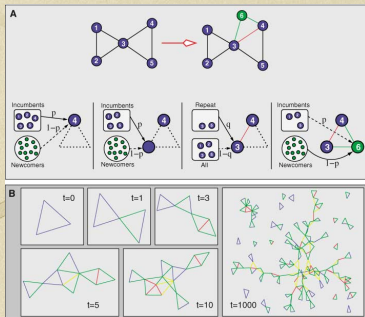 A
1
4
3
2
5
6
1
4
3
2
5
Incumbents
p
4
1-p
Newcomers
Incumbents
p
1-p
Newcomers
Repeat
q
4
3
1-q
All
Incumbents
p
4
3
6
1-p
Newcomers
B
t=0
t=1
t=3
t=5
t=10
t=1000